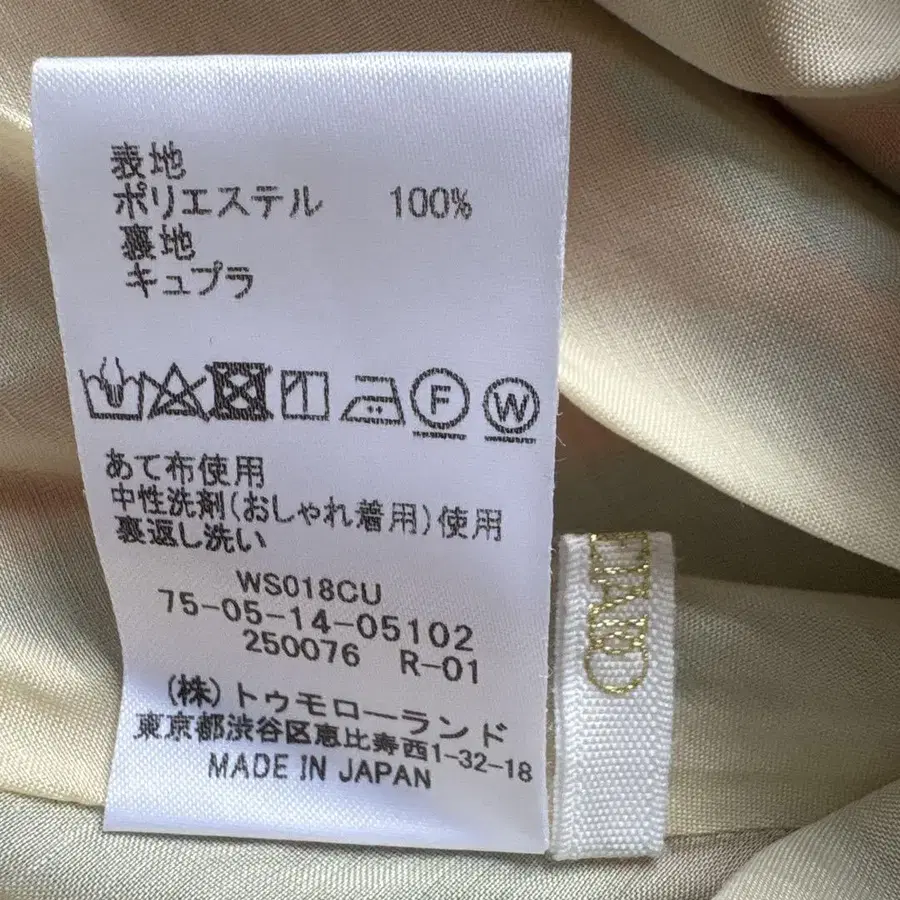 表地
ポリエステル 100%
裏地
キュプラ
F W
あて布使用
中性洗剤(おしゃれ着用)使用
裏返し洗い
WS018CU
75-05-14-05102
250076 R-01
(株)トゥモローランド
東京都渋谷区恵比寿西1-32-18
MADE IN JAPAN